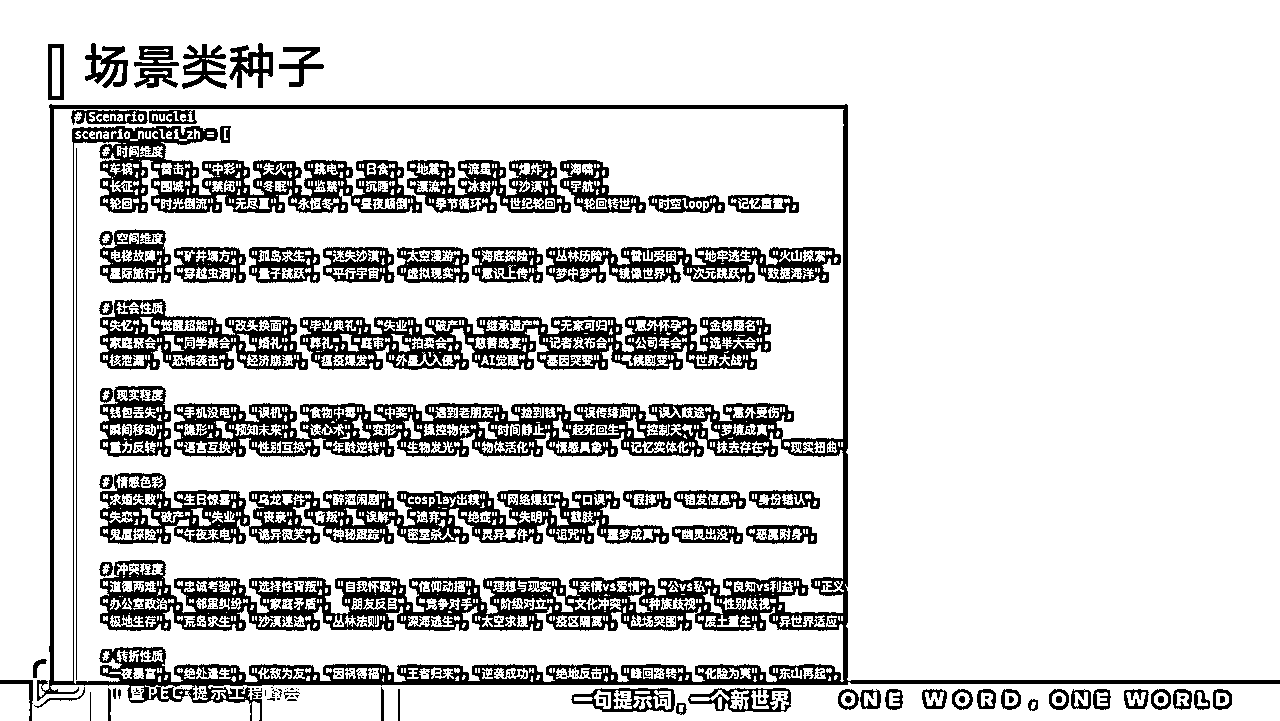 场景类种子
# Scenario nuclei
scenario_nuclei_zh = [
# 时间维度
"车祸", "雷击", "中彩", "失火", "跳电", "日食", "地震", "流星", "爆炸", "海啸",
"长征", "围城", "禁闭", "冬眠", "监禁", "沉睡", "漂流", "冰封", "沙漠", "宇航",
"轮回", "时光倒流", "无尽夏", "永恒冬", "昼夜颠倒", "季节循环", "世纪轮回", "轮回转世", "时空loop", "记忆重置",
# 空间维度
"电梯故障", "矿井塌方", "孤岛求生", "迷失沙漠", "太空漫游", "海底探险", "丛林历险", "雪山受困", "地牢逃生", "火山探索",
"星际旅行", "穿越虫洞", "量子跳跃", "平行宇宙", "虚拟现实", "意识上传", "梦中梦", "镜像世界", "次元跳跃", "数据海洋",
# 社会性质
"失忆", "觉醒超能", "改头换面", "毕业典礼", "失业", "破产", "继承遗产", "无家可归", "意外怀孕", "金榜题名",
"家庭聚会", "同学聚会", "婚礼", "葬礼", "庭审", "拍卖会", "慈善晚宴", "记者发布会", "公司年会", "选举大会",
"核泄漏", "恐怖袭击", "经济崩溃", "瘟疫爆发", "外星人入侵", "AI觉醒", "基因突变", "气候剧变", "世界大战",
# 现实程度
"钱包丢失", "手机没电", "误机", "食物中毒", "中奖", "遇到老朋友", "捡到钱", "误传绯闻", "误入歧途", "意外受伤",
"瞬间移动", "隐形", "预知未来", "读心术", "变形", "操控物体", "时间静止", "起死回生", "控制天气", "梦境成真",
"重力反转", "语言互换", "性别互换", "年龄逆转", "生物发光", "物体活化", "情感具象", "记忆实体化", "抹去存在", "现实扭曲"
# 情感色彩
"求婚失败", "生日惊喜", "乌龙事件", "醉酒闹剧", "cosplay出糗", "网络爆红", "口误", "假摔", "错发信息", "身份错认",
"失恋", "破产", "失业", "丧亲", "背叛", "误解", "遗弃", "绝症", "失明", "截肢",
"鬼屋探险", "午夜来电", "诡异微笑", "神秘跟踪", "密室杀人", "灵异事件", "诅咒", "噩梦成真", "幽灵出没", "恶魔附身",
# 冲突程度
"道德两难", "忠诚考验", "选择性背叛", "自我怀疑", "信仰动摇", "理想与现实", "亲情vs爱情", "公vs私", "良知vs利益", "正义
"办公室政治", "邻里纠纷", "家庭矛盾", "朋友反目", "竞争对手", "阶级对立", "文化冲突", "种族歧视", "性别歧视",
"极地生存", "荒岛求生", "沙漠迷途", "丛林法则", "深海逃生", "太空求援", "疫区隔离", "战场突围", "废土重生", "异世界适应"
# 转折性质
"一夜暴富", "绝处逢生", "化敌为友", "因祸得福", "王者归来", "逆袭成功", "绝地反击", "峰回路转", "化险为夷", "东山再起",
暨PEC·提示工程峰会
一句提示词，一个新世界
ONE WORD, ONE WORLD